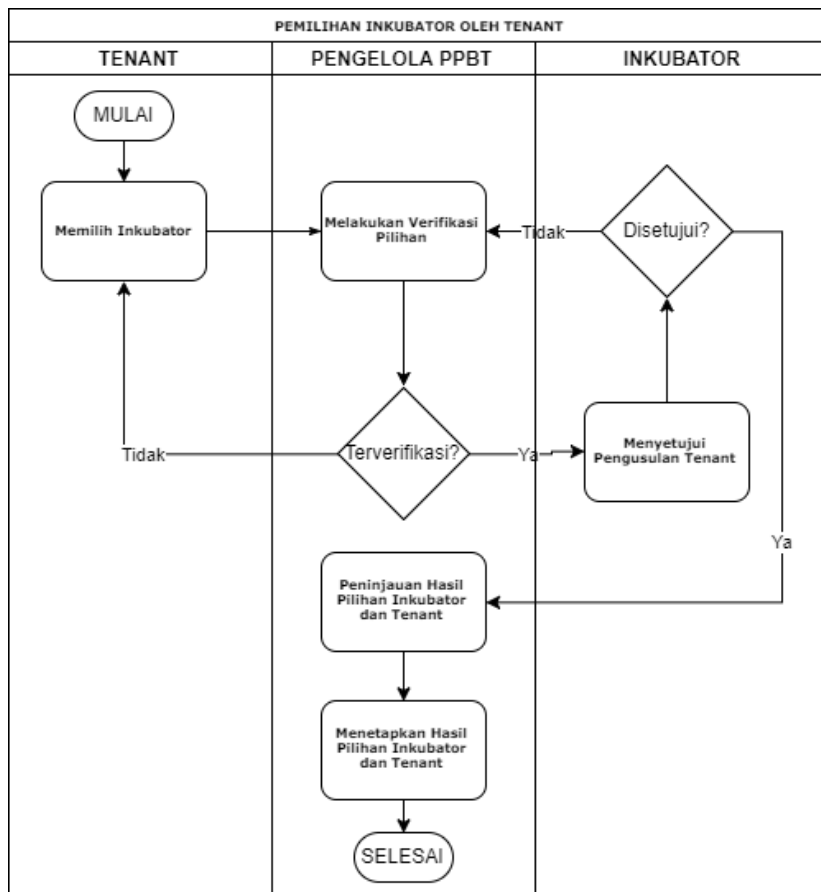 PEMILIHAN INKUBATOR OLEH TENANT
TENANT
PENGELOLA PPBT
INKUBATOR
MULAI
Memilih Inkubator
Melakukan Verifikasi
Pilihan
Tidak
Disetujui?
Tidak
Terverifikasi?
Ya
Menyetujui
Pengusulan Tenant
Ya
Peninjauan Hasil
Pilihan Inkubator
dan Tenant
Menetapkan Hasil
Pilihan Inkubator
dan Tenant
SELESAI